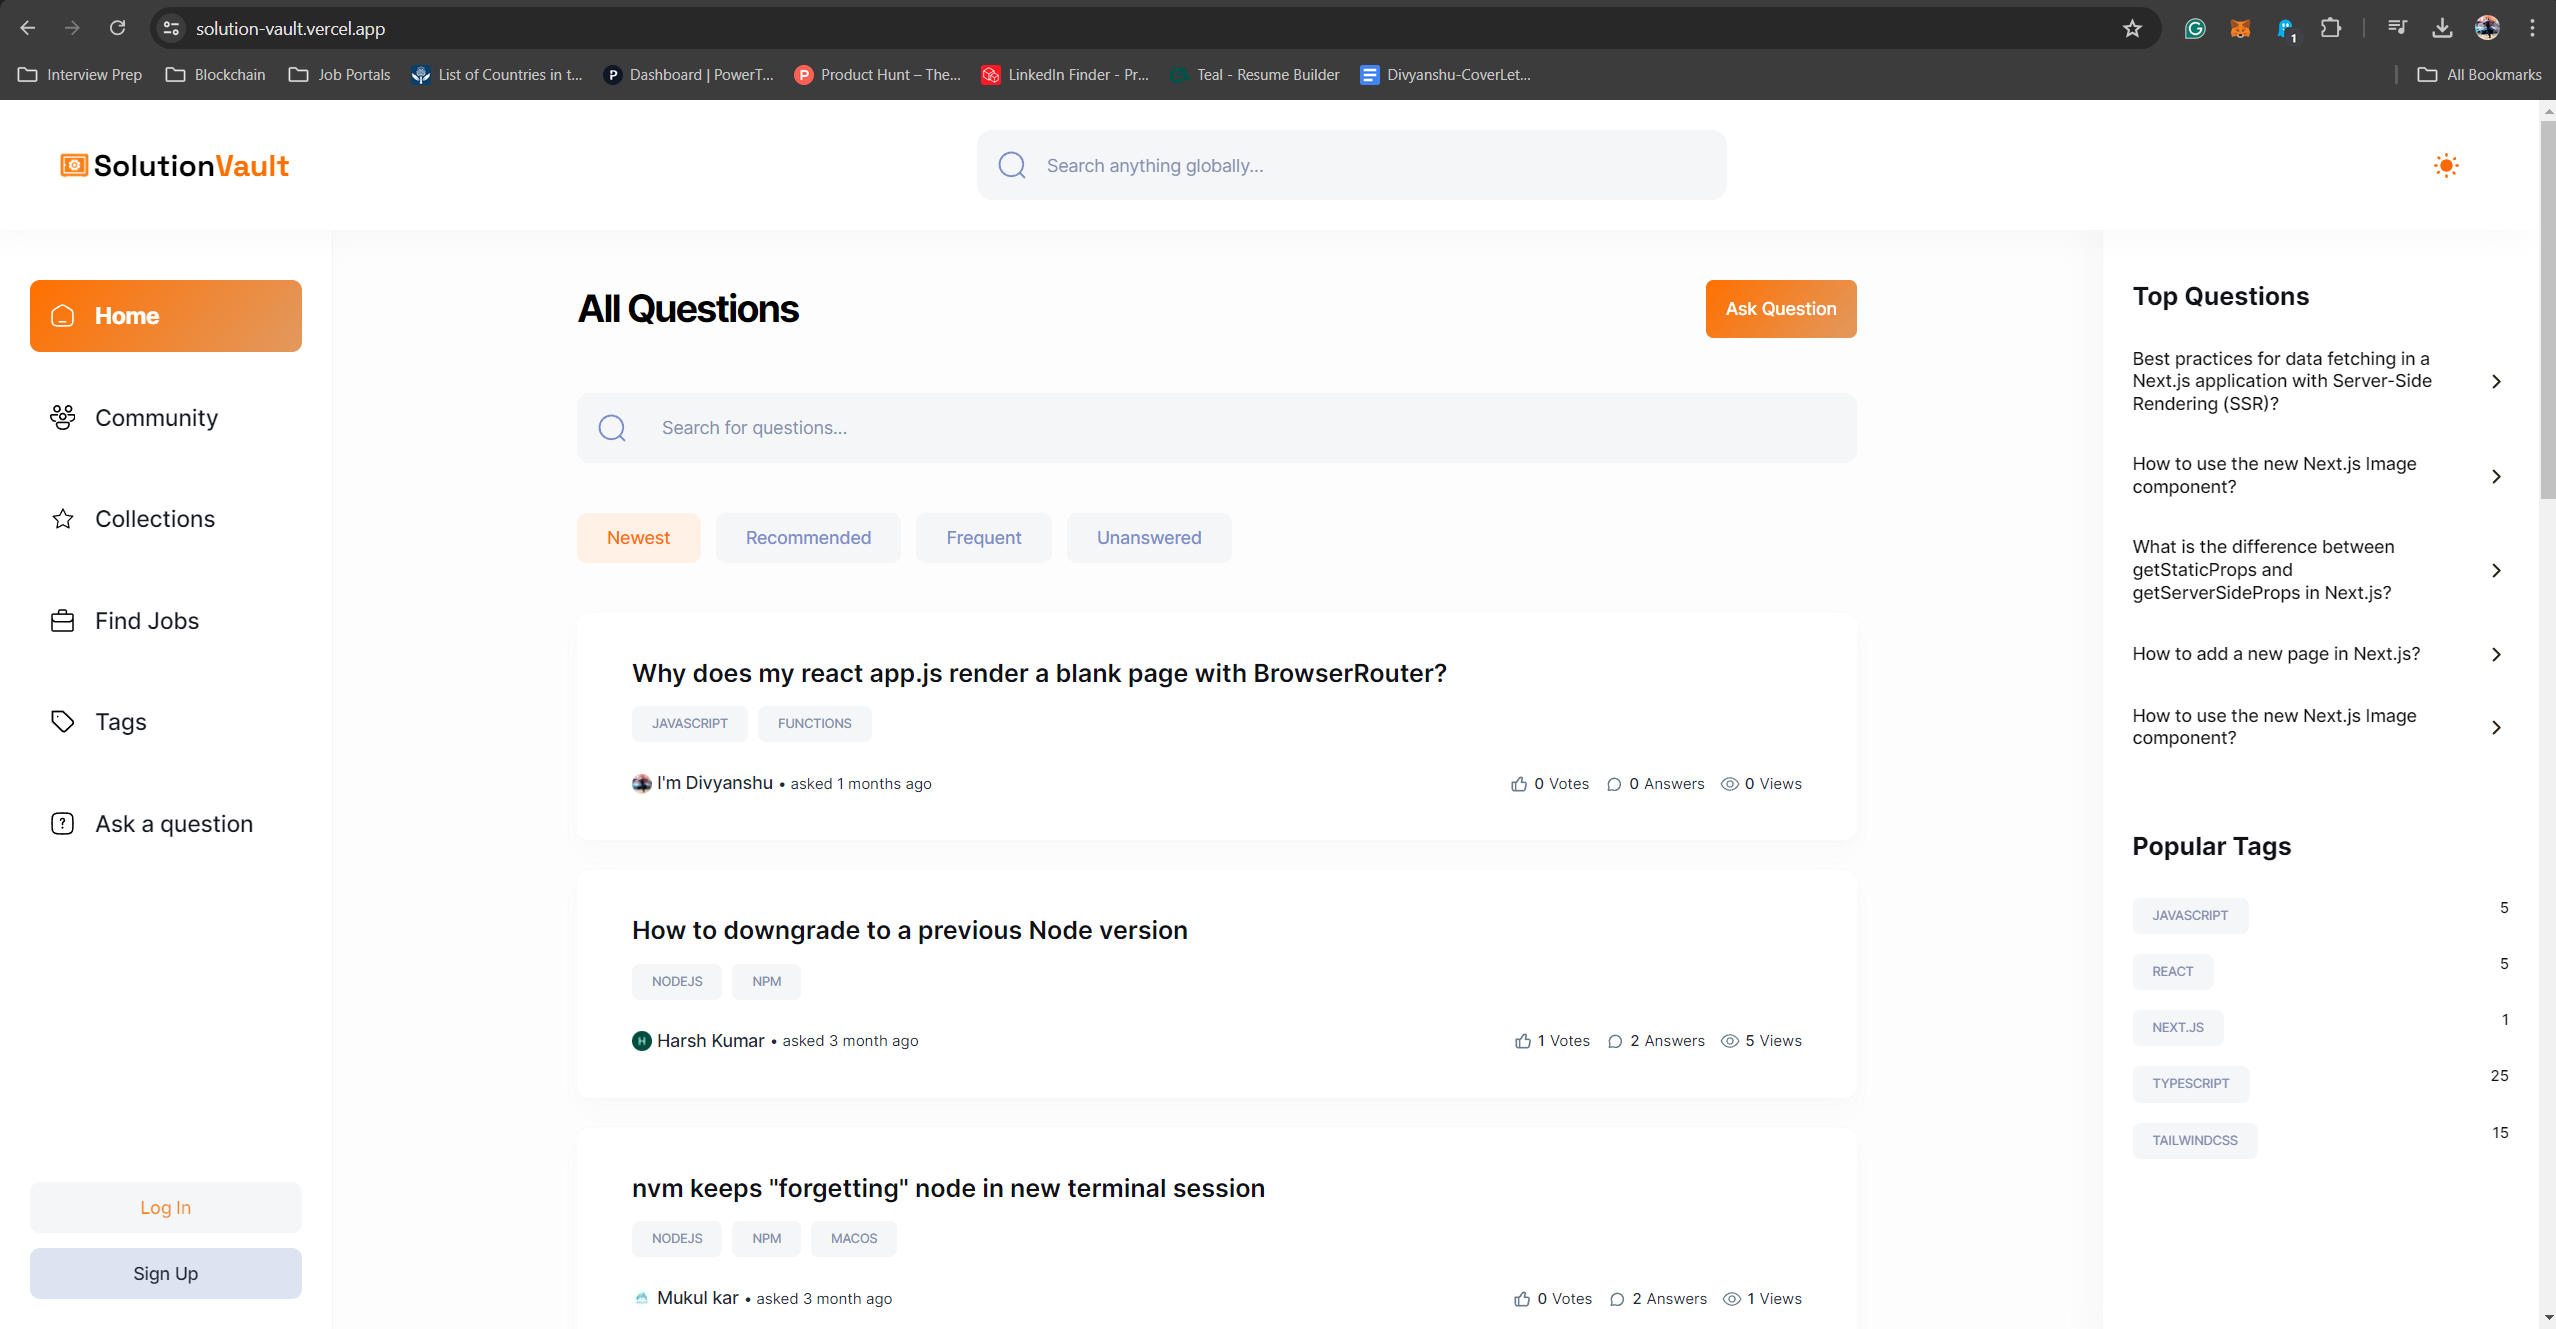 solution-vault.vercel.app
1
Interview Prep
Blockchain
Job Portals
List of Countries in t...
Dashboard | PowerT...
Product Hunt – The...
LinkedIn Finder - Pr...
Teal - Resume Builder
Divyanshu-CoverLet...
All Bookmarks
SolutionVault
Search anything globally...
Home
Community
Collections
Find Jobs
Tags
Ask a question
Log In
Sign Up
All Questions
Ask Question
Search for questions...
Newest
Recommended
Frequent
Unanswered
Why does my react app.js render a blank page with BrowserRouter?
JAVASCRIPT
FUNCTIONS
I'm Divyanshu • asked 1 months ago
0 Votes
0 Answers
0 Views
How to downgrade to a previous Node version
NODEJS
NPM
H
Harsh Kumar • asked 3 month ago
1 Votes
2 Answers
5 Views
nvm keeps "forgetting" node in new terminal session
NODEJS
NPM
MACOS
Mukul kar • asked 3 month ago
0 Votes
2 Answers
1 Views
Top Questions
Best practices for data fetching in a
Next.js application with Server-Side
Rendering (SSR)?
How to use the new Next.js Image
component?
What is the difference between
getStaticProps and
getServerSideProps in Next.js?
How to add a new page in Next.js?
How to use the new Next.js Image
component?
Popular Tags
JAVASCRIPT 5
REACT 5
NEXT.JS 1
TYPESCRIPT 25
TAILWINDCSS 15